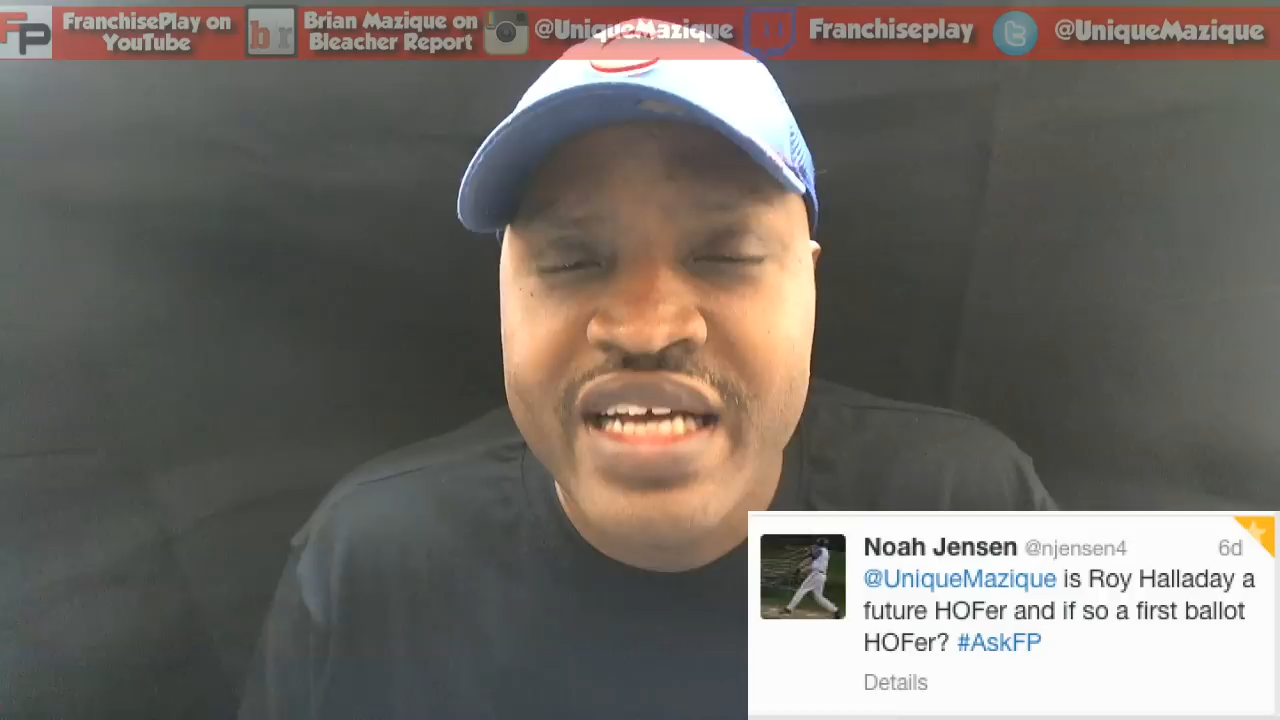 FP
FranchisePlay on
YouTube
br
Brian Mazique on
Bleacher Report
@UniqueMazique
Franchiseplay
@UniqueMazique
Noah Jensen @njensen4 6d
@UniqueMazique is Roy Halladay a
future HOFer and if so a first ballot
HOFer? #AskFP
Details